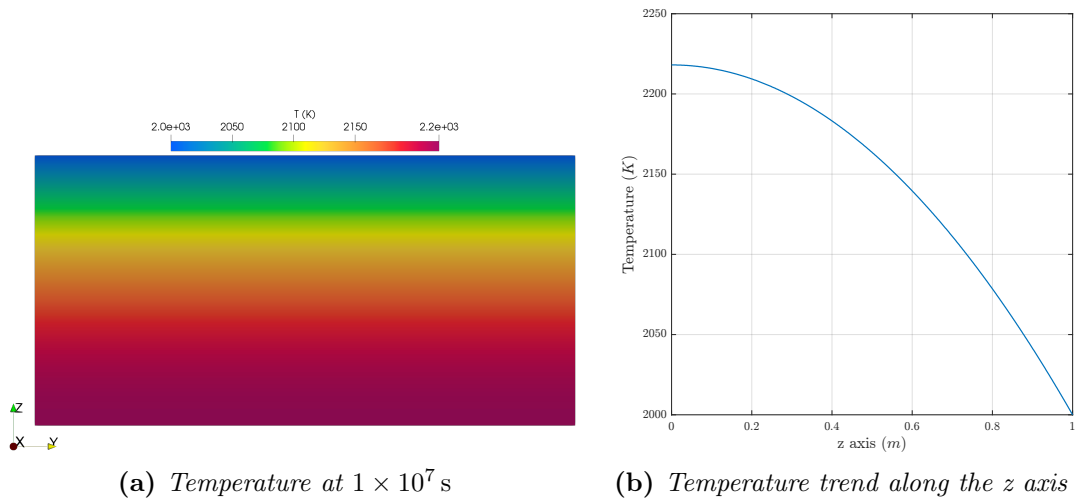 T (K)
2.0e+03 2050 2100 2150 2.2e+03
Z
X Y
2250
2200
2150
2100
2050
2000
Temperature (K)
0 0.2 0.4 0.6 0.8 1
z axis (m)
(a) Temperature at 1 × 10⁷ s
(b) Temperature trend along the z axis